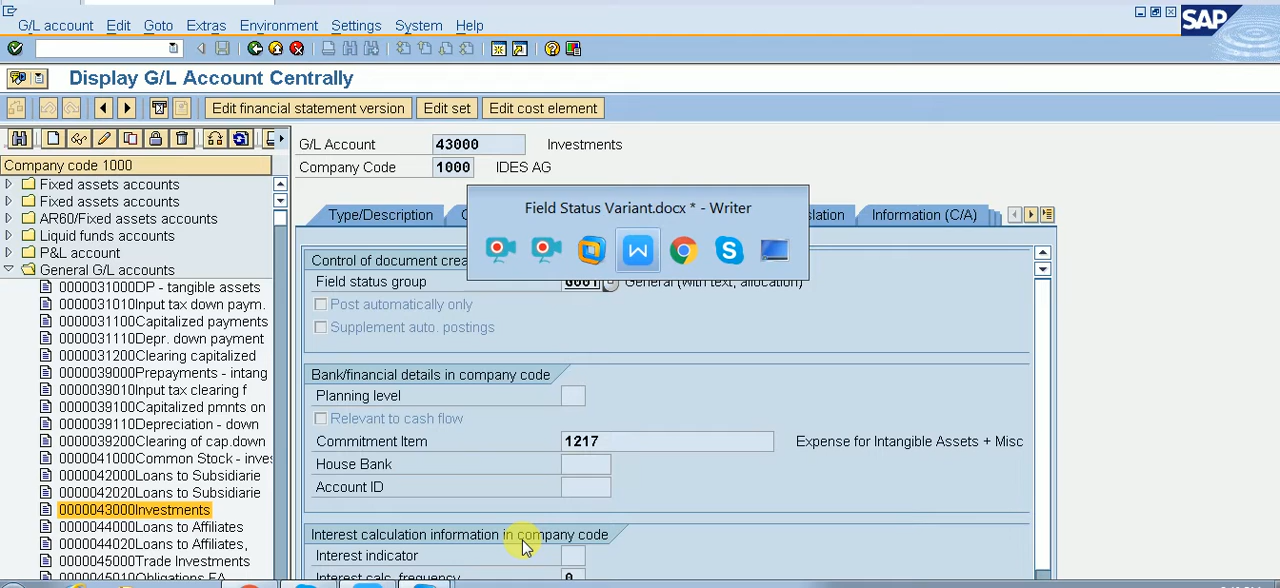 G/L account Edit Goto Extras Environment Settings System Help
SAP
Display G/L Account Centrally
Edit financial statement version Edit set Edit cost element
Company code 1000
Fixed assets accounts
Fixed assets accounts
AR60/Fixed assets accounts
Liquid funds accounts
P&L account
General G/L accounts
0000031000DP - tangible assets
0000031010Input tax down paym.
0000031100Capitalized payments
0000031110Depr. down payment
0000031200Clearing capitalized
0000039000Prepayments - intang
0000039010Input tax clearing f
0000039100Capitalized pmnts on
0000039110Depreciation - down
0000039200Clearing of cap.down
0000041000Common Stock - inves
0000042000Loans to Subsidiarie
0000042020Loans to Subsidiarie
0000043000Investments
0000044000Loans to Affiliates
0000044020Loans to Affiliates,
0000045000Trade Investments
0000045010Obligations FA
G/L Account 43000 Investments
Company Code 1000 IDES AG
Field Status Variant.docx * - Writer
Type/Description Information (C/A)
Control of document crea
Field status group G001 General (with text, allocation)
Post automatically only
Supplement auto. postings
Bank/financial details in company code
Planning level
Relevant to cash flow
Commitment Item 1217 Expense for Intangible Assets + Misc
House Bank
Account ID
Interest calculation information in company code
Interest indicator
Interest calc. frequency 0